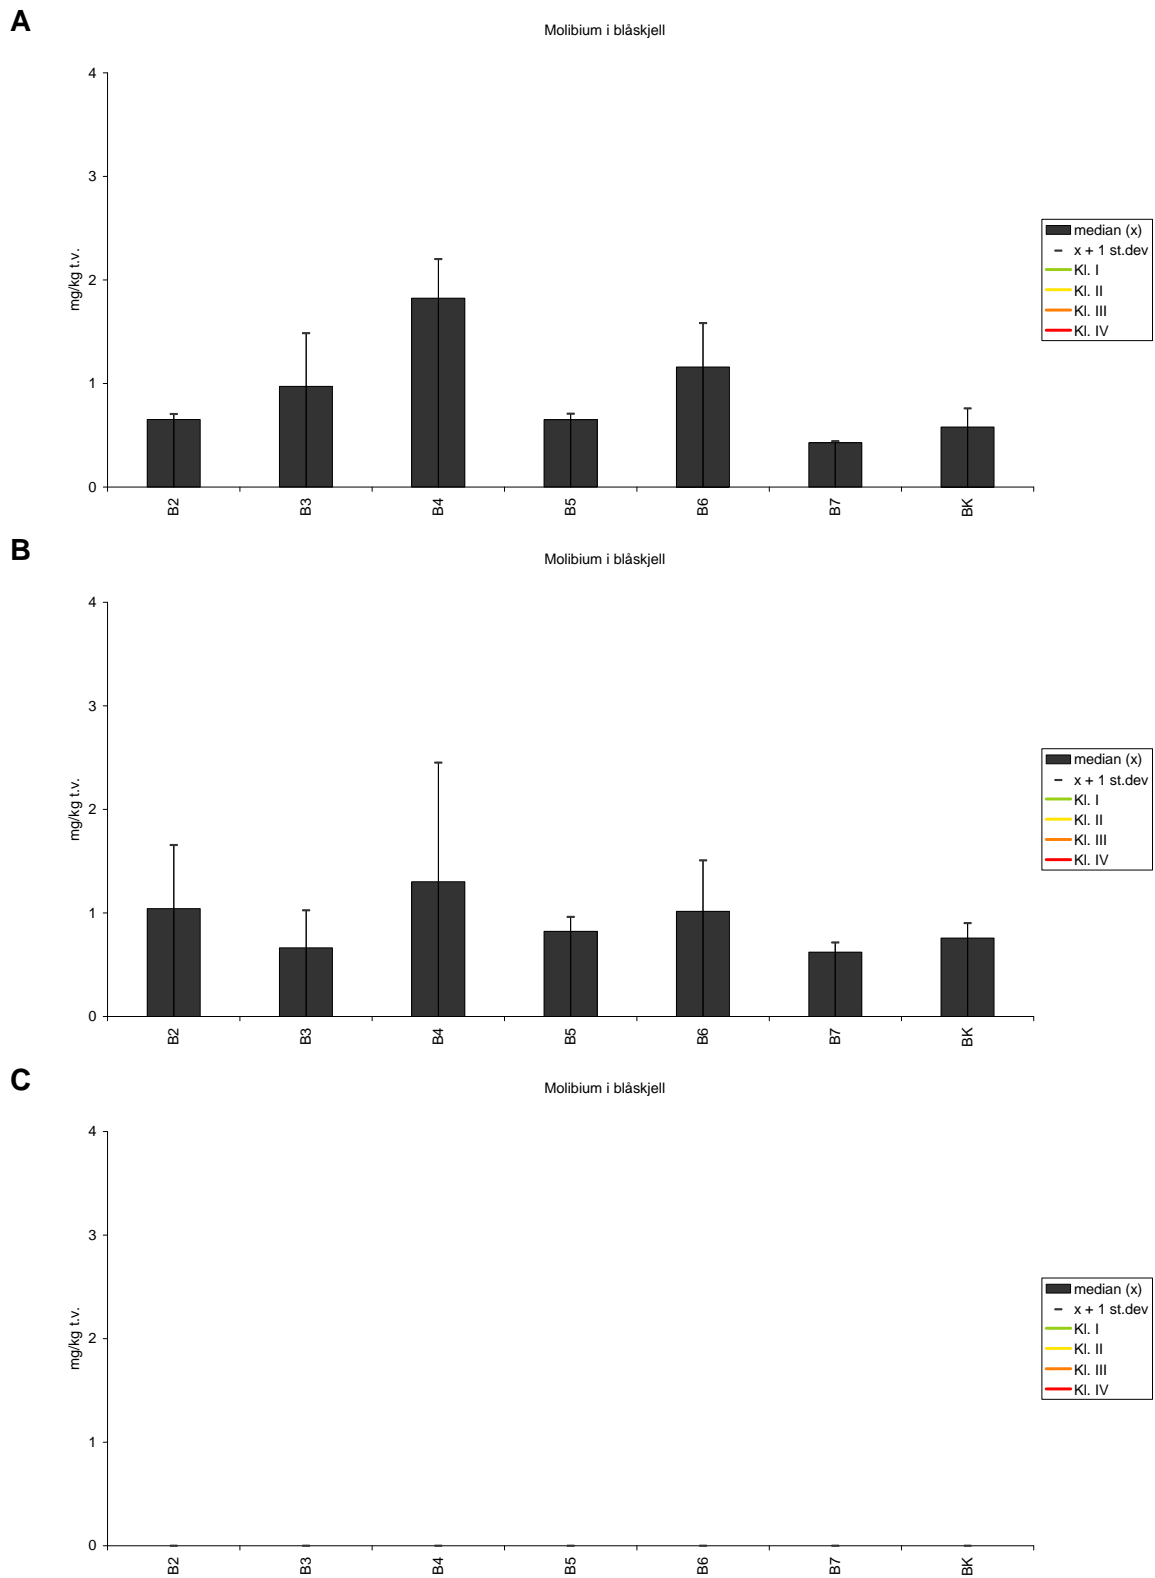 A
Molibium i blåskjell
4
3
2
1
0
mg/kg t.v.
B2
B3
B4
B5
B6
B7
BK
median (x)
x + 1 st.dev
Kl. I
Kl. II
Kl. III
Kl. IV
B
Molibium i blåskjell
4
3
2
1
0
mg/kg t.v.
B2
B3
B4
B5
B6
B7
BK
median (x)
x + 1 st.dev
Kl. I
Kl. II
Kl. III
Kl. IV
C
Molibium i blåskjell
4
3
2
1
0
mg/kg t.v.
B2
B3
B4
B5
B6
B7
BK
median (x)
x + 1 st.dev
Kl. I
Kl. II
Kl. III
Kl. IV